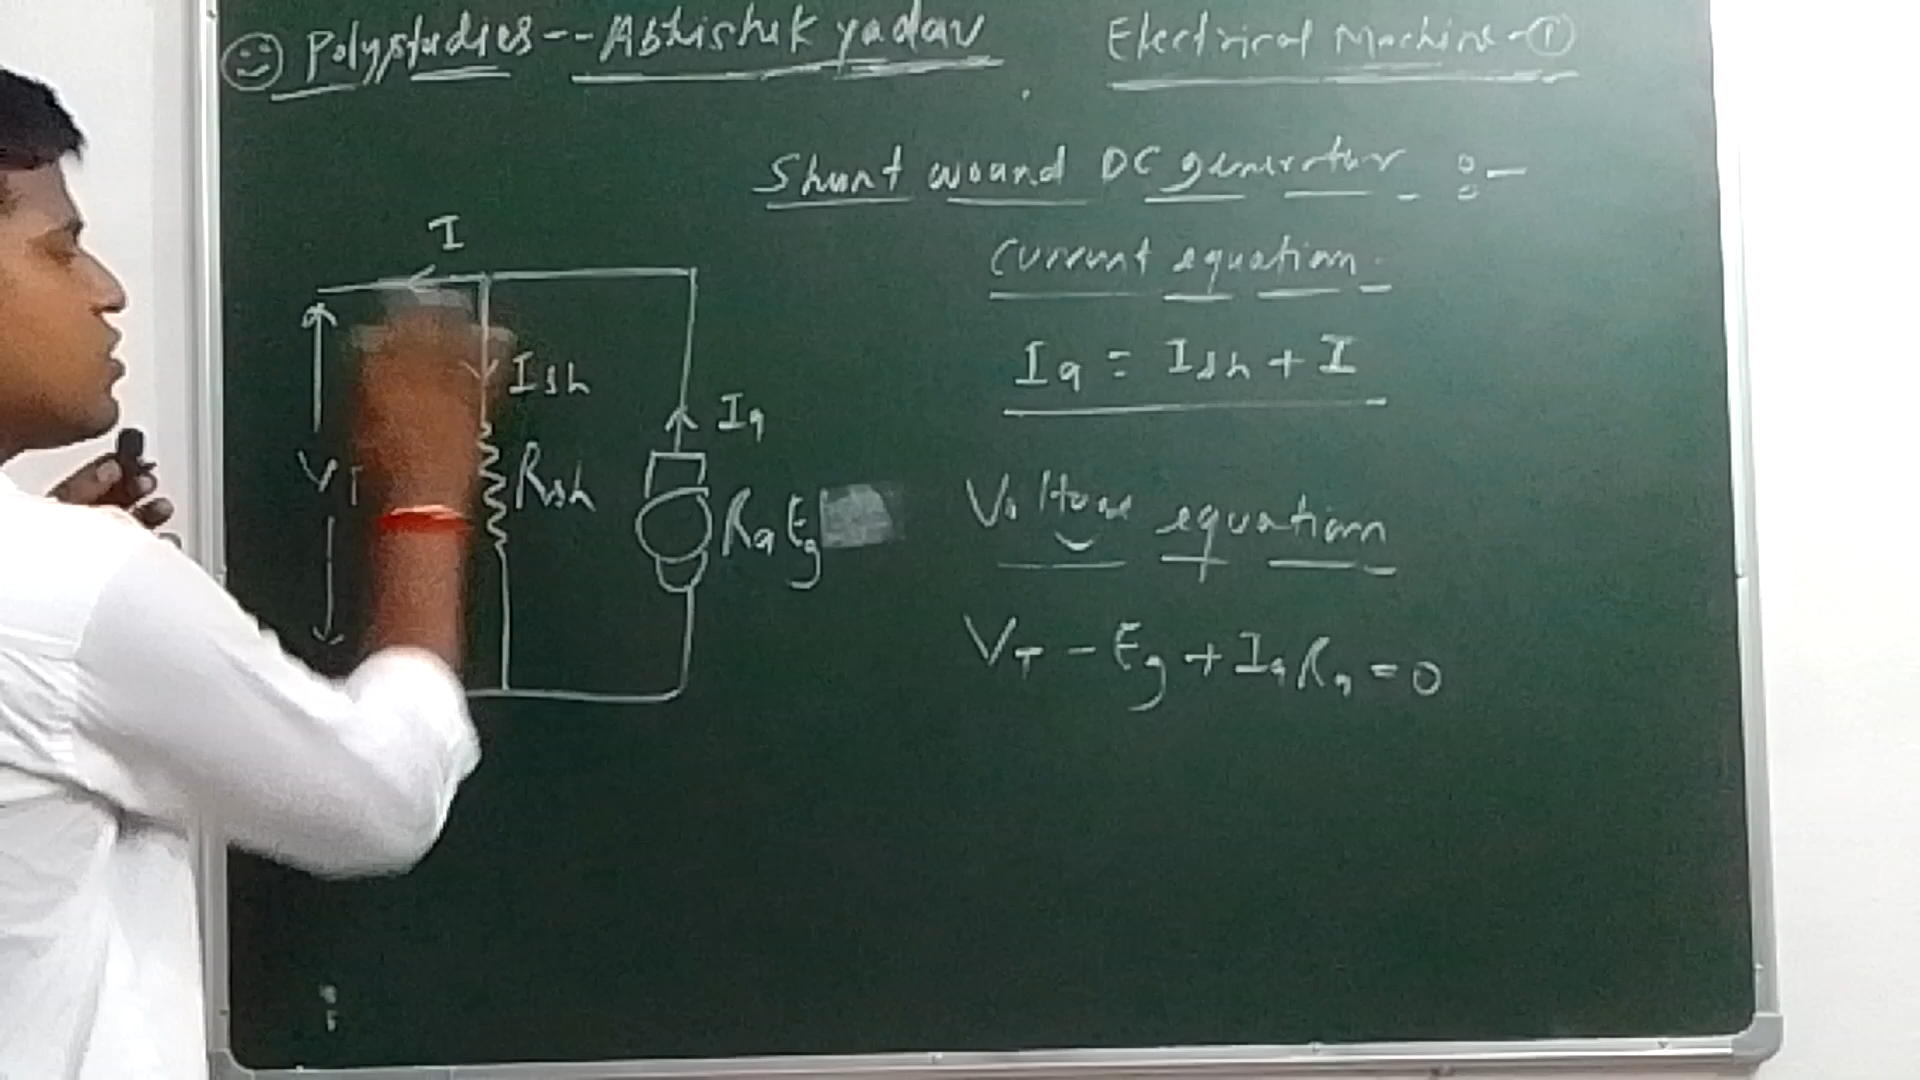 Polystudies -- Abhishek yadav
Electrical Machine - 1
Shunt wound DC generator :-
I
Current equation -
Ia = Ish + I
Ish
Ia
VT
Rsh
Ra Eg
Voltage equation
VT - Eg + Ia Ra = 0